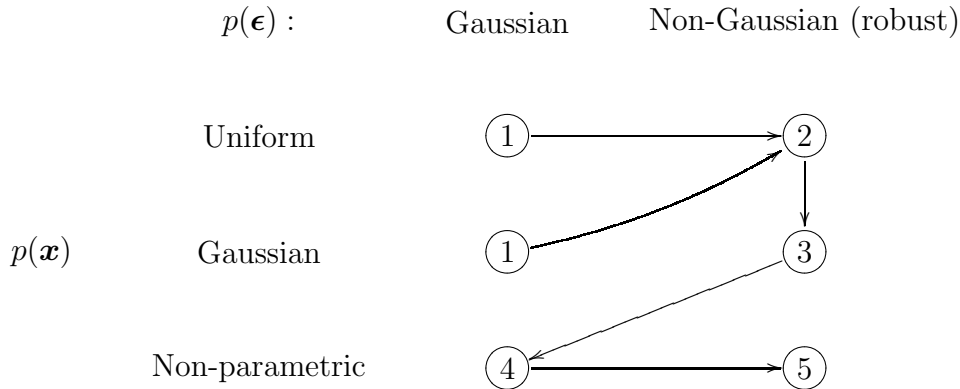 p(ϵ) : Gaussian Non-Gaussian (robust)
Uniform 1 2
p(x) Gaussian 1 3
Non-parametric 4 5